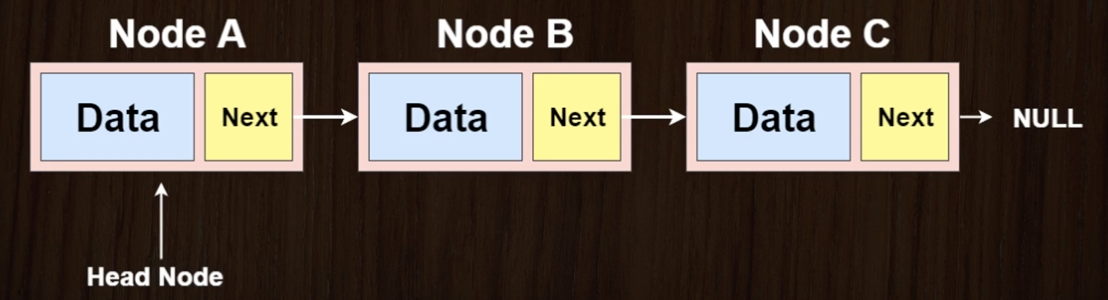 Node A
Node B
Node C
Data
Next
Data
Next
Data
Next
NULL
Head Node